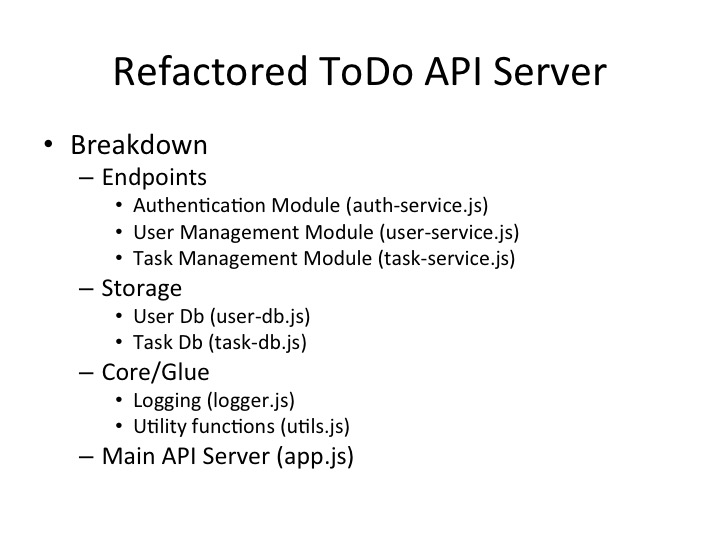 Refactored ToDo API Server
• Breakdown
– Endpoints
• Authentication Module (auth-service.js)
• User Management Module (user-service.js)
• Task Management Module (task-service.js)
– Storage
• User Db (user-db.js)
• Task Db (task-db.js)
– Core/Glue
• Logging (logger.js)
• Utility functions (utils.js)
– Main API Server (app.js)